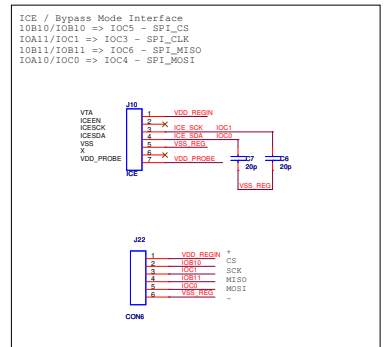 ICE / Bypass Mode Interface
10B10/IOB10 => IOC5 - SPI_CS
IOA11/IOC1 => IOC3 - SPI_CLK
10B11/IOB11 => IOC6 - SPI_MISO
IOA10/IOC0 => IOC4 - SPI_MOSI
J10
VTA 1 VDD_REGIN
ICEEN 2
ICESCK 3 ICE_SCK IOC1
ICESDA 4 ICE_SDA IOC0
VSS 5 VSS_REG
X 6
VDD_PROBE 7 VDD_PROBE
ICE
C7 C6
20p 20p
VSS_REG
J22
1 VDD_REGIN +
2 IOB10 CS
3 IOC1 SCK
4 IOB11 MISO
5 IOC0 MOSI
6 VSS_REG -
CON6